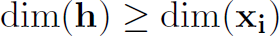 dim(𝐡) ≥ dim(𝐱ᵢ)